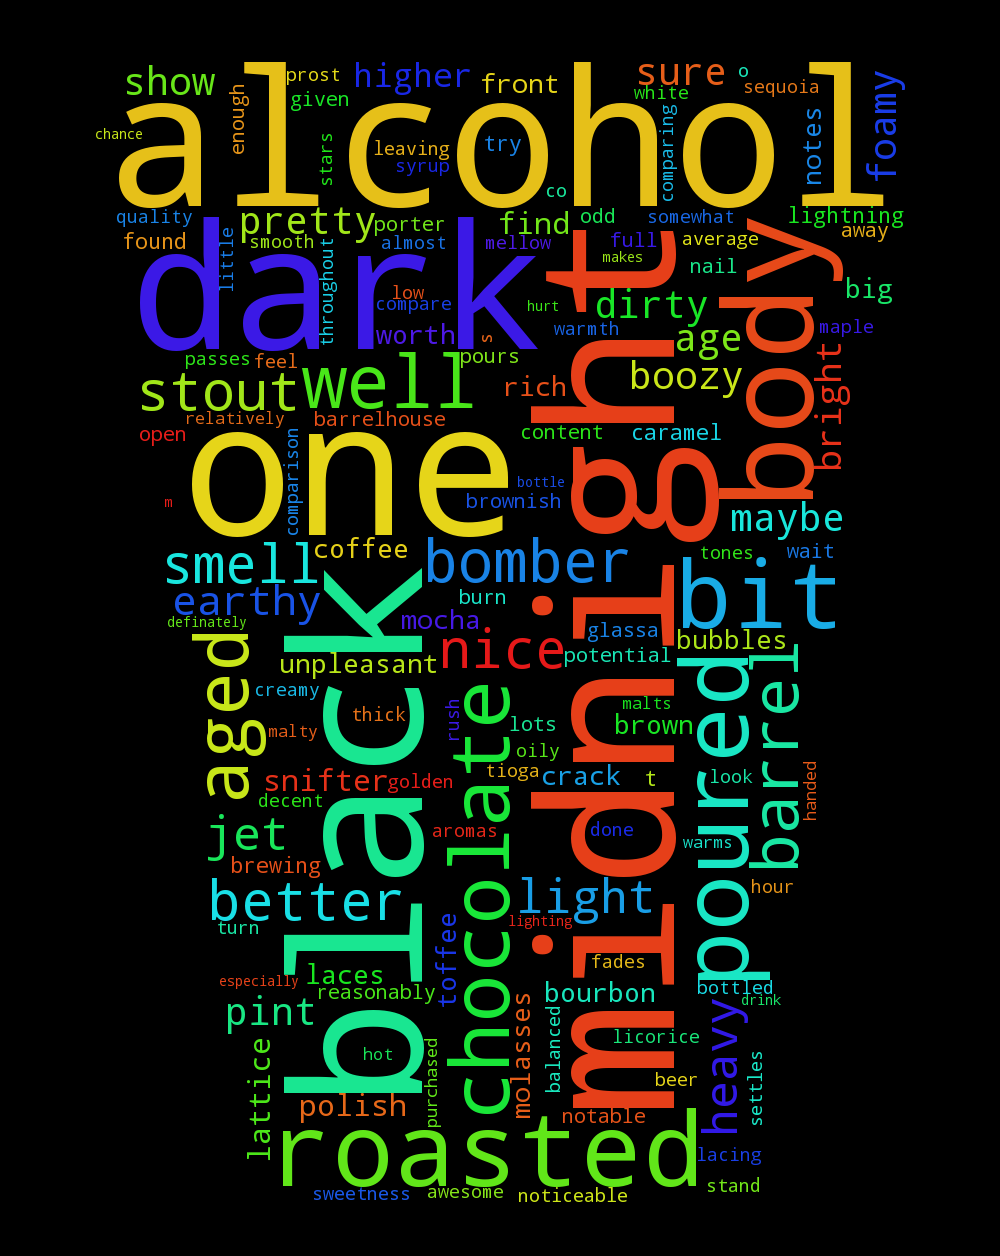 alcohol
show
prost
higher
front
sure
o
sequoia
foamy
given
enough
white
chance
stars
leaving
syrup
try
comparing
notes
co
quality
pretty
porter
find
odd
somewhat
lightning
away
found
little
smooth
throughout
almost
mellow
full
average
makes
nail
dark
low
compare
hurt
dirty
big
body
worth
s
warmth
age
maple
passes
feel
pours
stout
well
rich
boozy
bright
relatively
barrelhouse
open
content
caramel
one
comparison
m
bottle
brownish
midnight
maybe
smell
coffee
bomber
tones
wait
earthy
burn
bit
definately
mocha
glassa
aged
unpleasant
nice
potential
bubbles
creamy
black
thick
rush
lots
malts
brown
poured
barrel
malty
chocolate
oily
snifter
golden
tioga
crack
t
look
handed
decent
jet
aromas
done
warms
brewing
better
light
hour
turn
toffee
lighting
fades
especially
laces
reasonably
bottled
drink
pint
molasses
bourbon
heavy
hot
balanced
licorice
lattice
purchased
beer
settles
polish
notable
roasted
lacing
sweetness
awesome
noticeable
stand